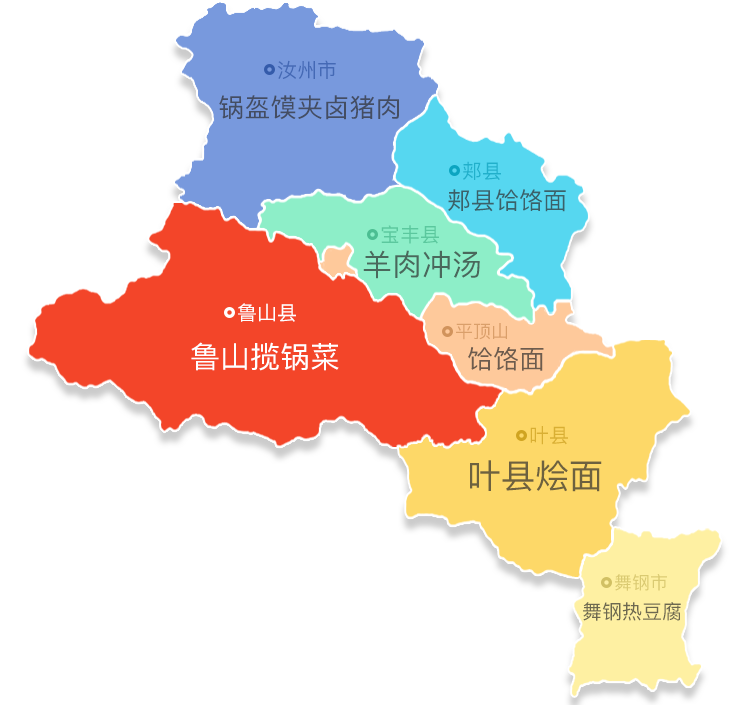 汝州市
锅盔馍夹卤猪肉
郏县
郏县饸饹面
宝丰县
羊肉冲汤
鲁山县
鲁山揽锅菜
平顶山
饸饹面
叶县
叶县烩面
舞钢市
舞钢热豆腐